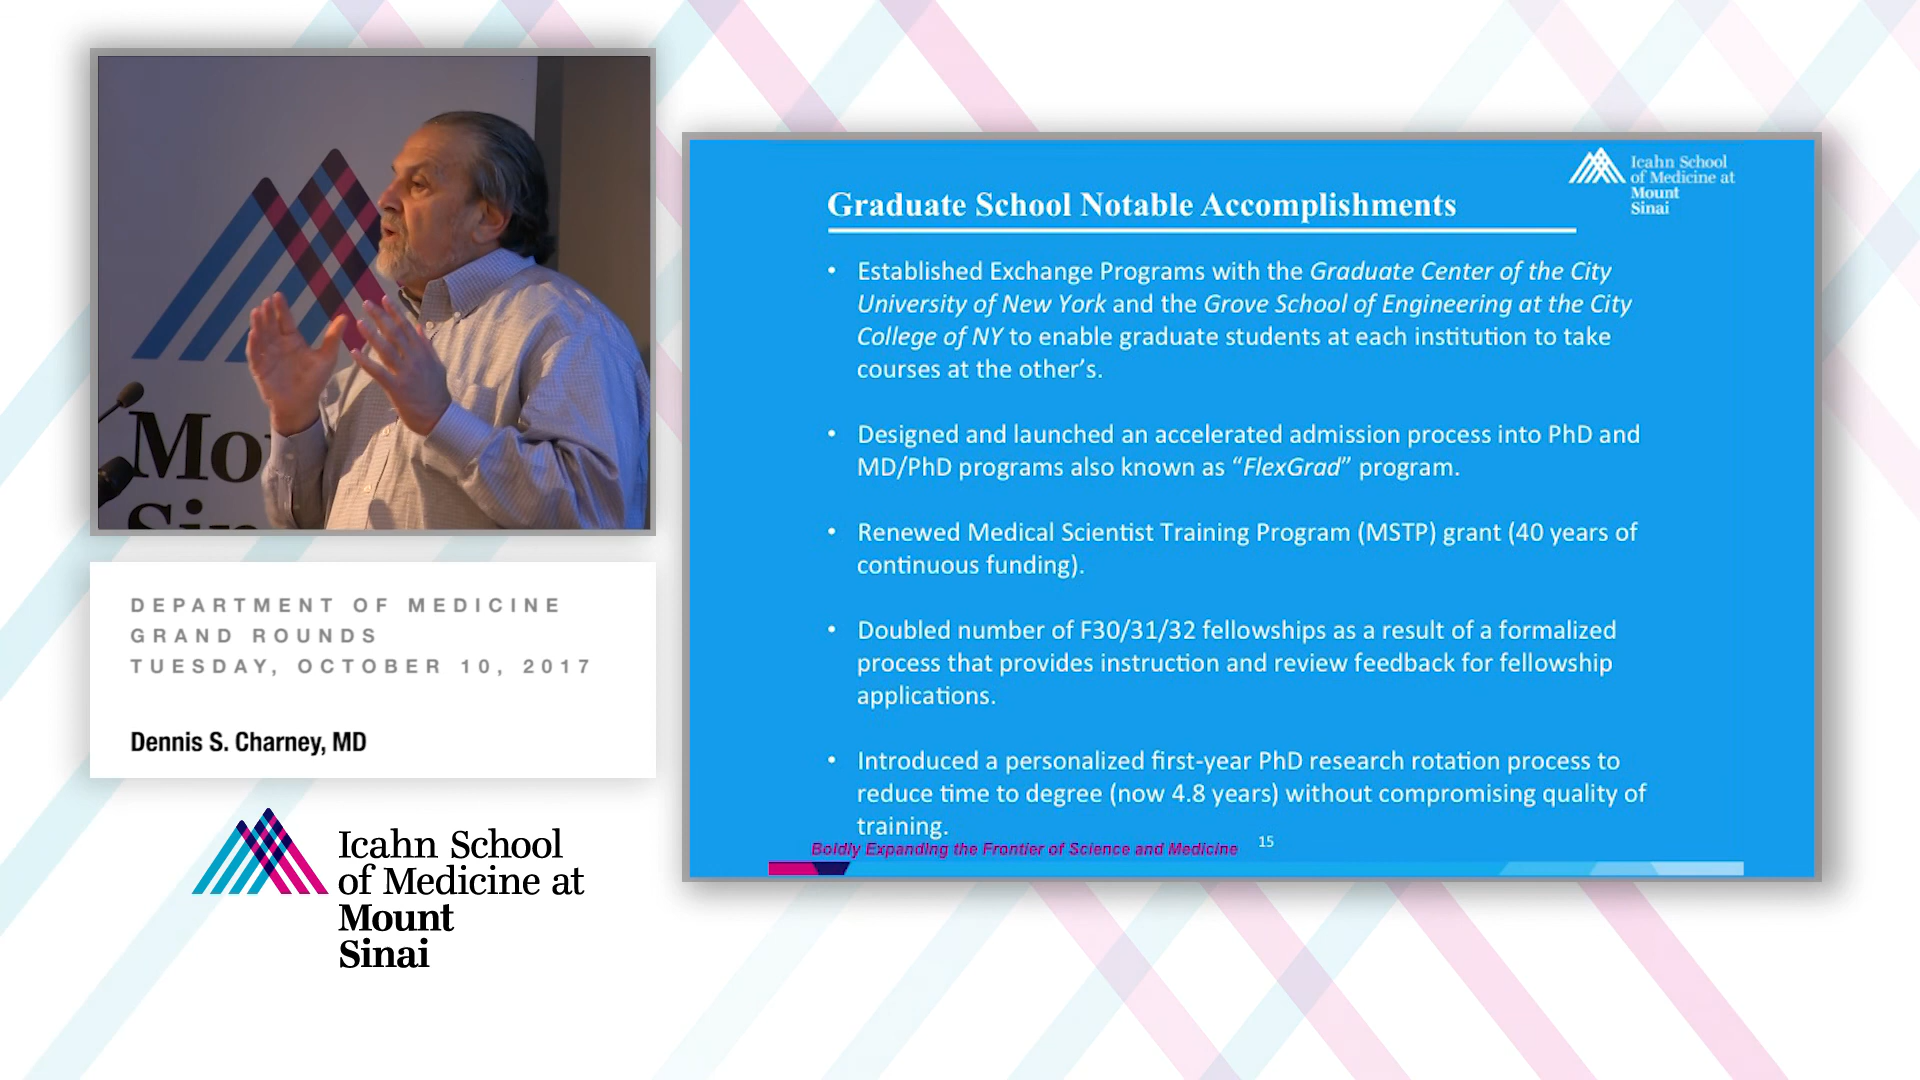 Mo
Sin
DEPARTMENT OF MEDICINE
GRAND ROUNDS
TUESDAY, OCTOBER 10, 2017
Dennis S. Charney, MD
Icahn School
of Medicine at
Mount
Sinai
Icahn School
of Medicine at
Mount
Sinai
Graduate School Notable Accomplishments
• Established Exchange Programs with the Graduate Center of the City
University of New York and the Grove School of Engineering at the City
College of NY to enable graduate students at each institution to take
courses at the other’s.
• Designed and launched an accelerated admission process into PhD and
MD/PhD programs also known as “FlexGrad” program.
• Renewed Medical Scientist Training Program (MSTP) grant (40 years of
continuous funding).
• Doubled number of F30/31/32 fellowships as a result of a formalized
process that provides instruction and review feedback for fellowship
applications.
• Introduced a personalized first-year PhD research rotation process to
reduce time to degree (now 4.8 years) without compromising quality of
training.
Boldly Expanding the Frontier of Science and Medicine
15